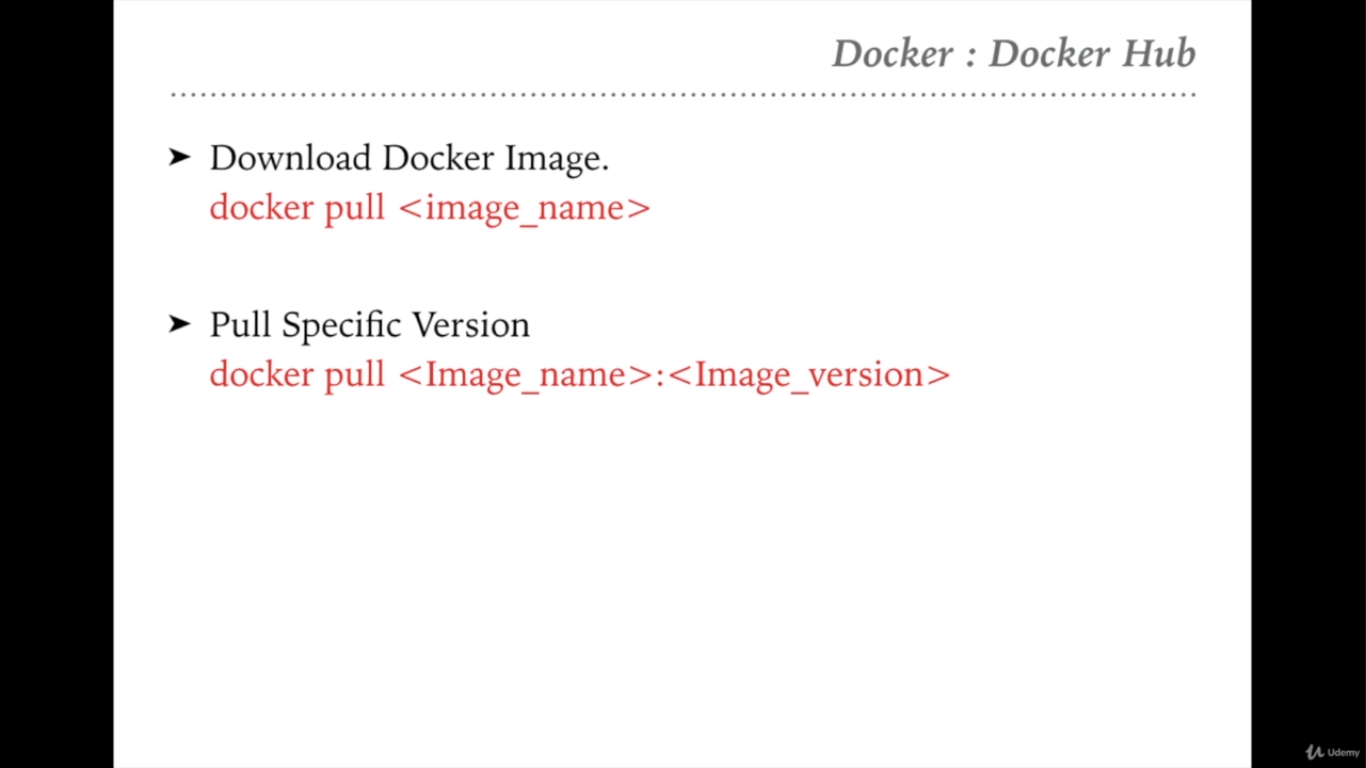 Docker : Docker Hub
➤ Download Docker Image.
docker pull <image_name>
➤ Pull Specific Version
docker pull <Image_name>:<Image_version>
Udemy